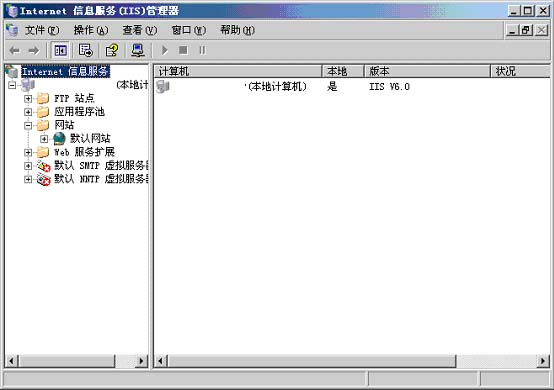 Internet 信息服务(IIS)管理器
文件(F) 操作(A) 查看(V) 窗口(W) 帮助(H)
Internet 信息服务
(本地计
FTP 站点
应用程序池
网站
默认网站
Web 服务扩展
默认 SMTP 虚拟服务器
默认 NNTP 虚拟服务器
计算机 本地 版本 状况
(本地计算机) 是 IIS V6.0